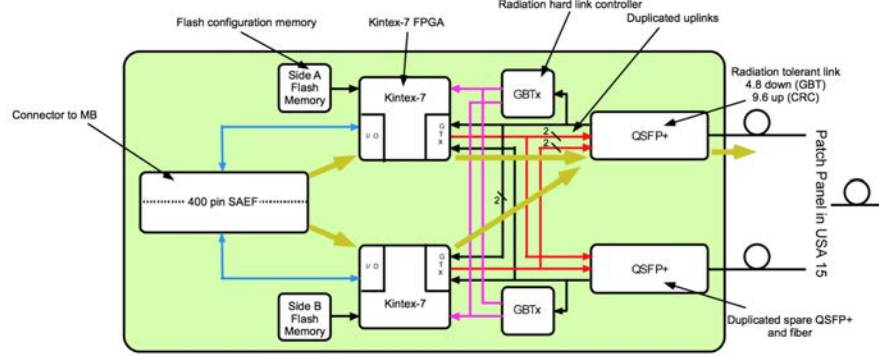 Flash configuration memory
Kintex-7 FPGA
Radiation hard link controller
Duplicated uplinks
Side A
Flash
Memory
Kintex-7
I/O
G
T
X
GBTx
Radiation tolerant link
4.8 down (GBT)
9.6 up (CRC)
Connector to MB
2
2
QSFP+
400 pin SAEF
2
Patch Panel in USA 15
I/O
G
T
X
Kintex-7
QSFP+
Side B
Flash
Memory
GBTx
Duplicated spare QSFP+
and fiber